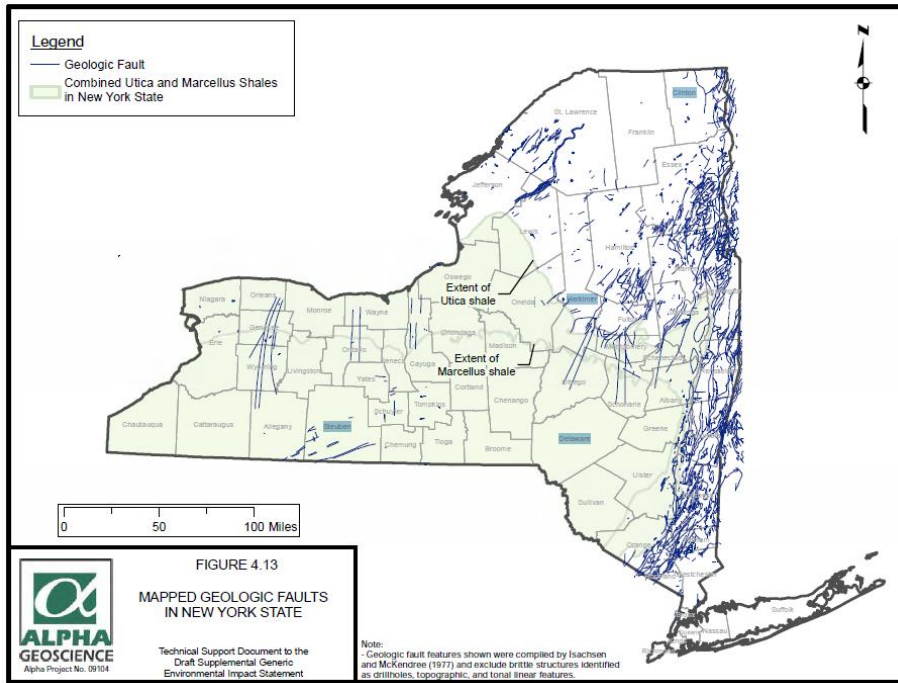 Legend
Geologic Fault
Combined Utica and Marcellus Shales
in New York State
N
Clinton
St. Lawrence
Franklin
Essex
Jefferson
Lewis
Hamilton
Oswego
Extent of
Utica shale
Oneida
Herkimer
Niagara
Orleans
Monroe
Wayne
Genesee
Onondaga
Madison
Erie
Ontario
Cayuga
Extent of
Marcellus shale
Wyoming
Livingston
Yates
Cortland
Otsego
Schoharie
Albany
Chenango
Tompkins
Schuyler
Chautauqua
Cattaraugus
Allegany
Steuben
Chemung
Tioga
Broome
Delaware
Greene
Ulster
Sullivan
Orange
Westchester
Suffolk
Nassau
0 50 100 Miles
FIGURE 4.13
MAPPED GEOLOGIC FAULTS
IN NEW YORK STATE
ALPHA
GEOSCIENCE
Alpha Project No. 09104
Technical Support Document to the
Draft Supplemental Generic
Environmental Impact Statement
Note:
- Geologic fault features shown were compiled by Isachsen
and McKendree (1977) and exclude brittle structures identified
as drillholes, topographic, and tonal linear features.